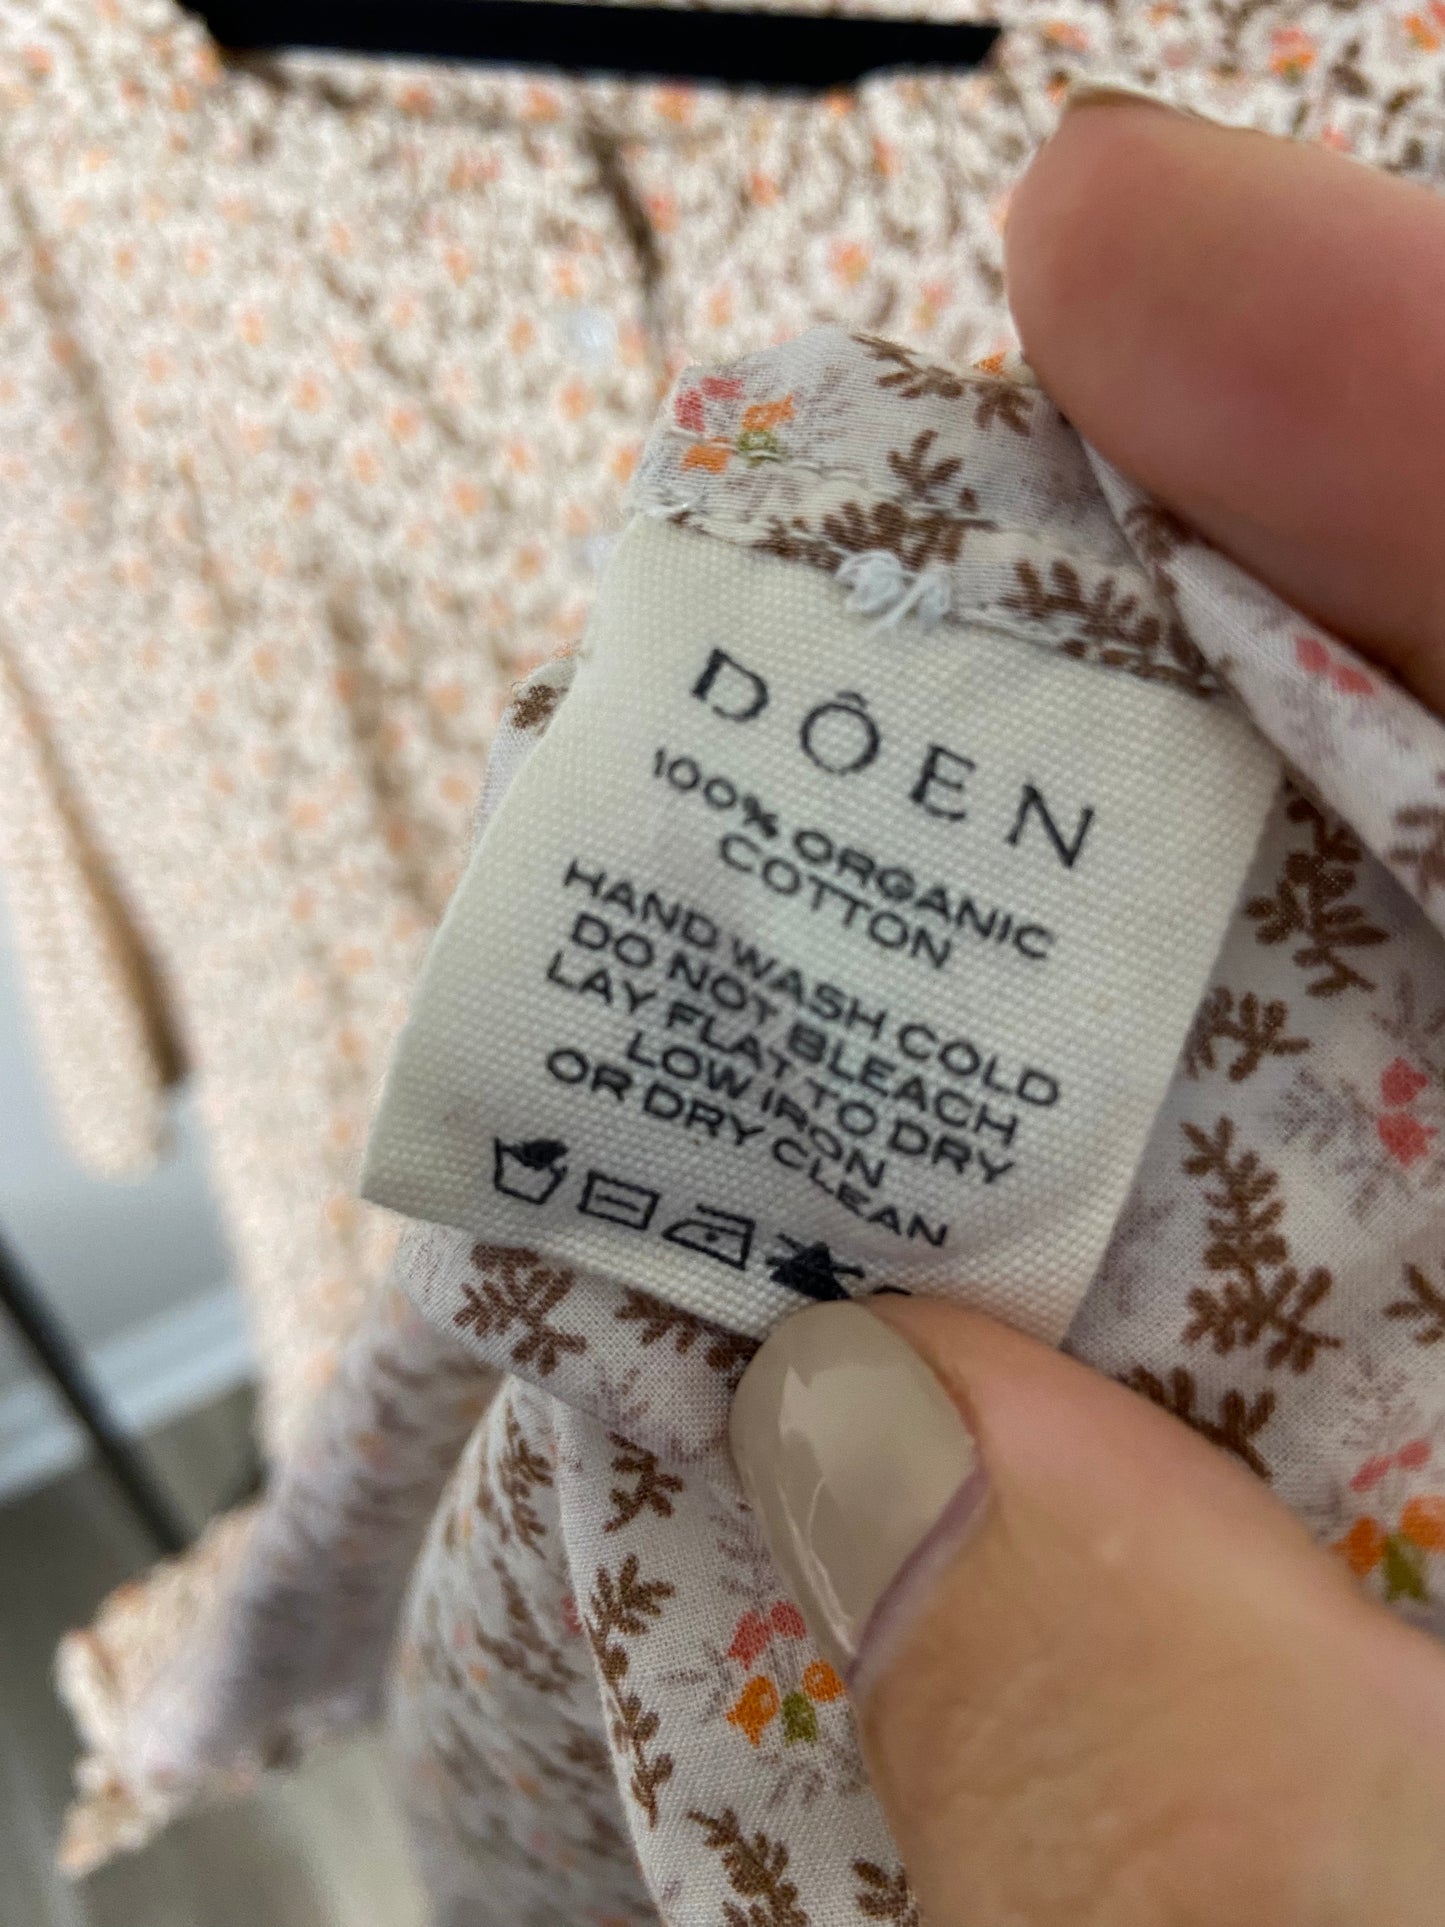 DÔEN
100% ORGANIC
COTTON
HAND WASH COLD
DO NOT BLEACH
LAY FLAT TO DRY
LOW IRON
OR DRY CLEAN